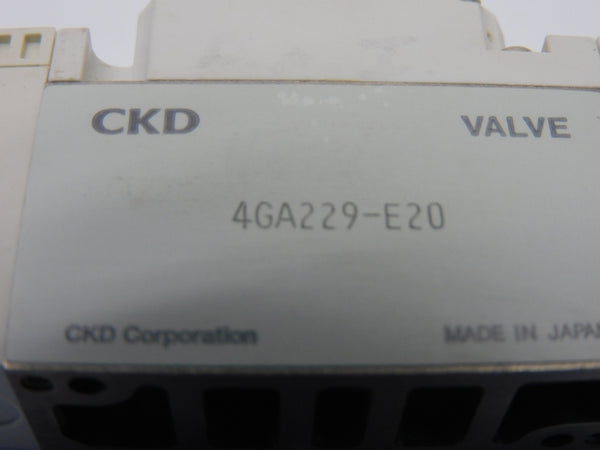 CKD VALVE
4GA229-E20
CKD Corporation MADE IN JAPAN